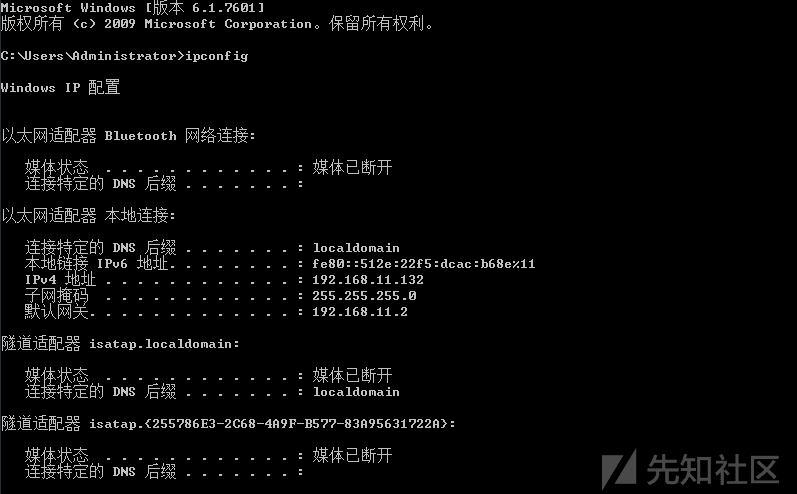 Microsoft Windows [版本 6.1.7601]
版权所有 (c) 2009 Microsoft Corporation。保留所有权利。
C:\Users\Administrator>ipconfig
Windows IP 配置
以太网适配器 Bluetooth 网络连接:
媒体状态 . . . . . . . . . . . . : 媒体已断开
连接特定的 DNS 后缀 . . . . . . . :
以太网适配器 本地连接:
连接特定的 DNS 后缀 . . . . . . . : localdomain
本地链接 IPv6 地址. . . . . . . . : fe80::512e:22f5:dcac:b68e%11
IPv4 地址 . . . . . . . . . . . . : 192.168.11.132
子网掩码 . . . . . . . . . . . . : 255.255.255.0
默认网关. . . . . . . . . . . . . : 192.168.11.2
隧道适配器 isatap.localdomain:
媒体状态 . . . . . . . . . . . . : 媒体已断开
连接特定的 DNS 后缀 . . . . . . . : localdomain
隧道适配器 isatap.{255786E3-2C68-4A9F-B577-83A95631722A}:
媒体状态 . . . . . . . . . . . . : 媒体已断开
连接特定的 DNS 后缀 . . . . . . . :
先知社区